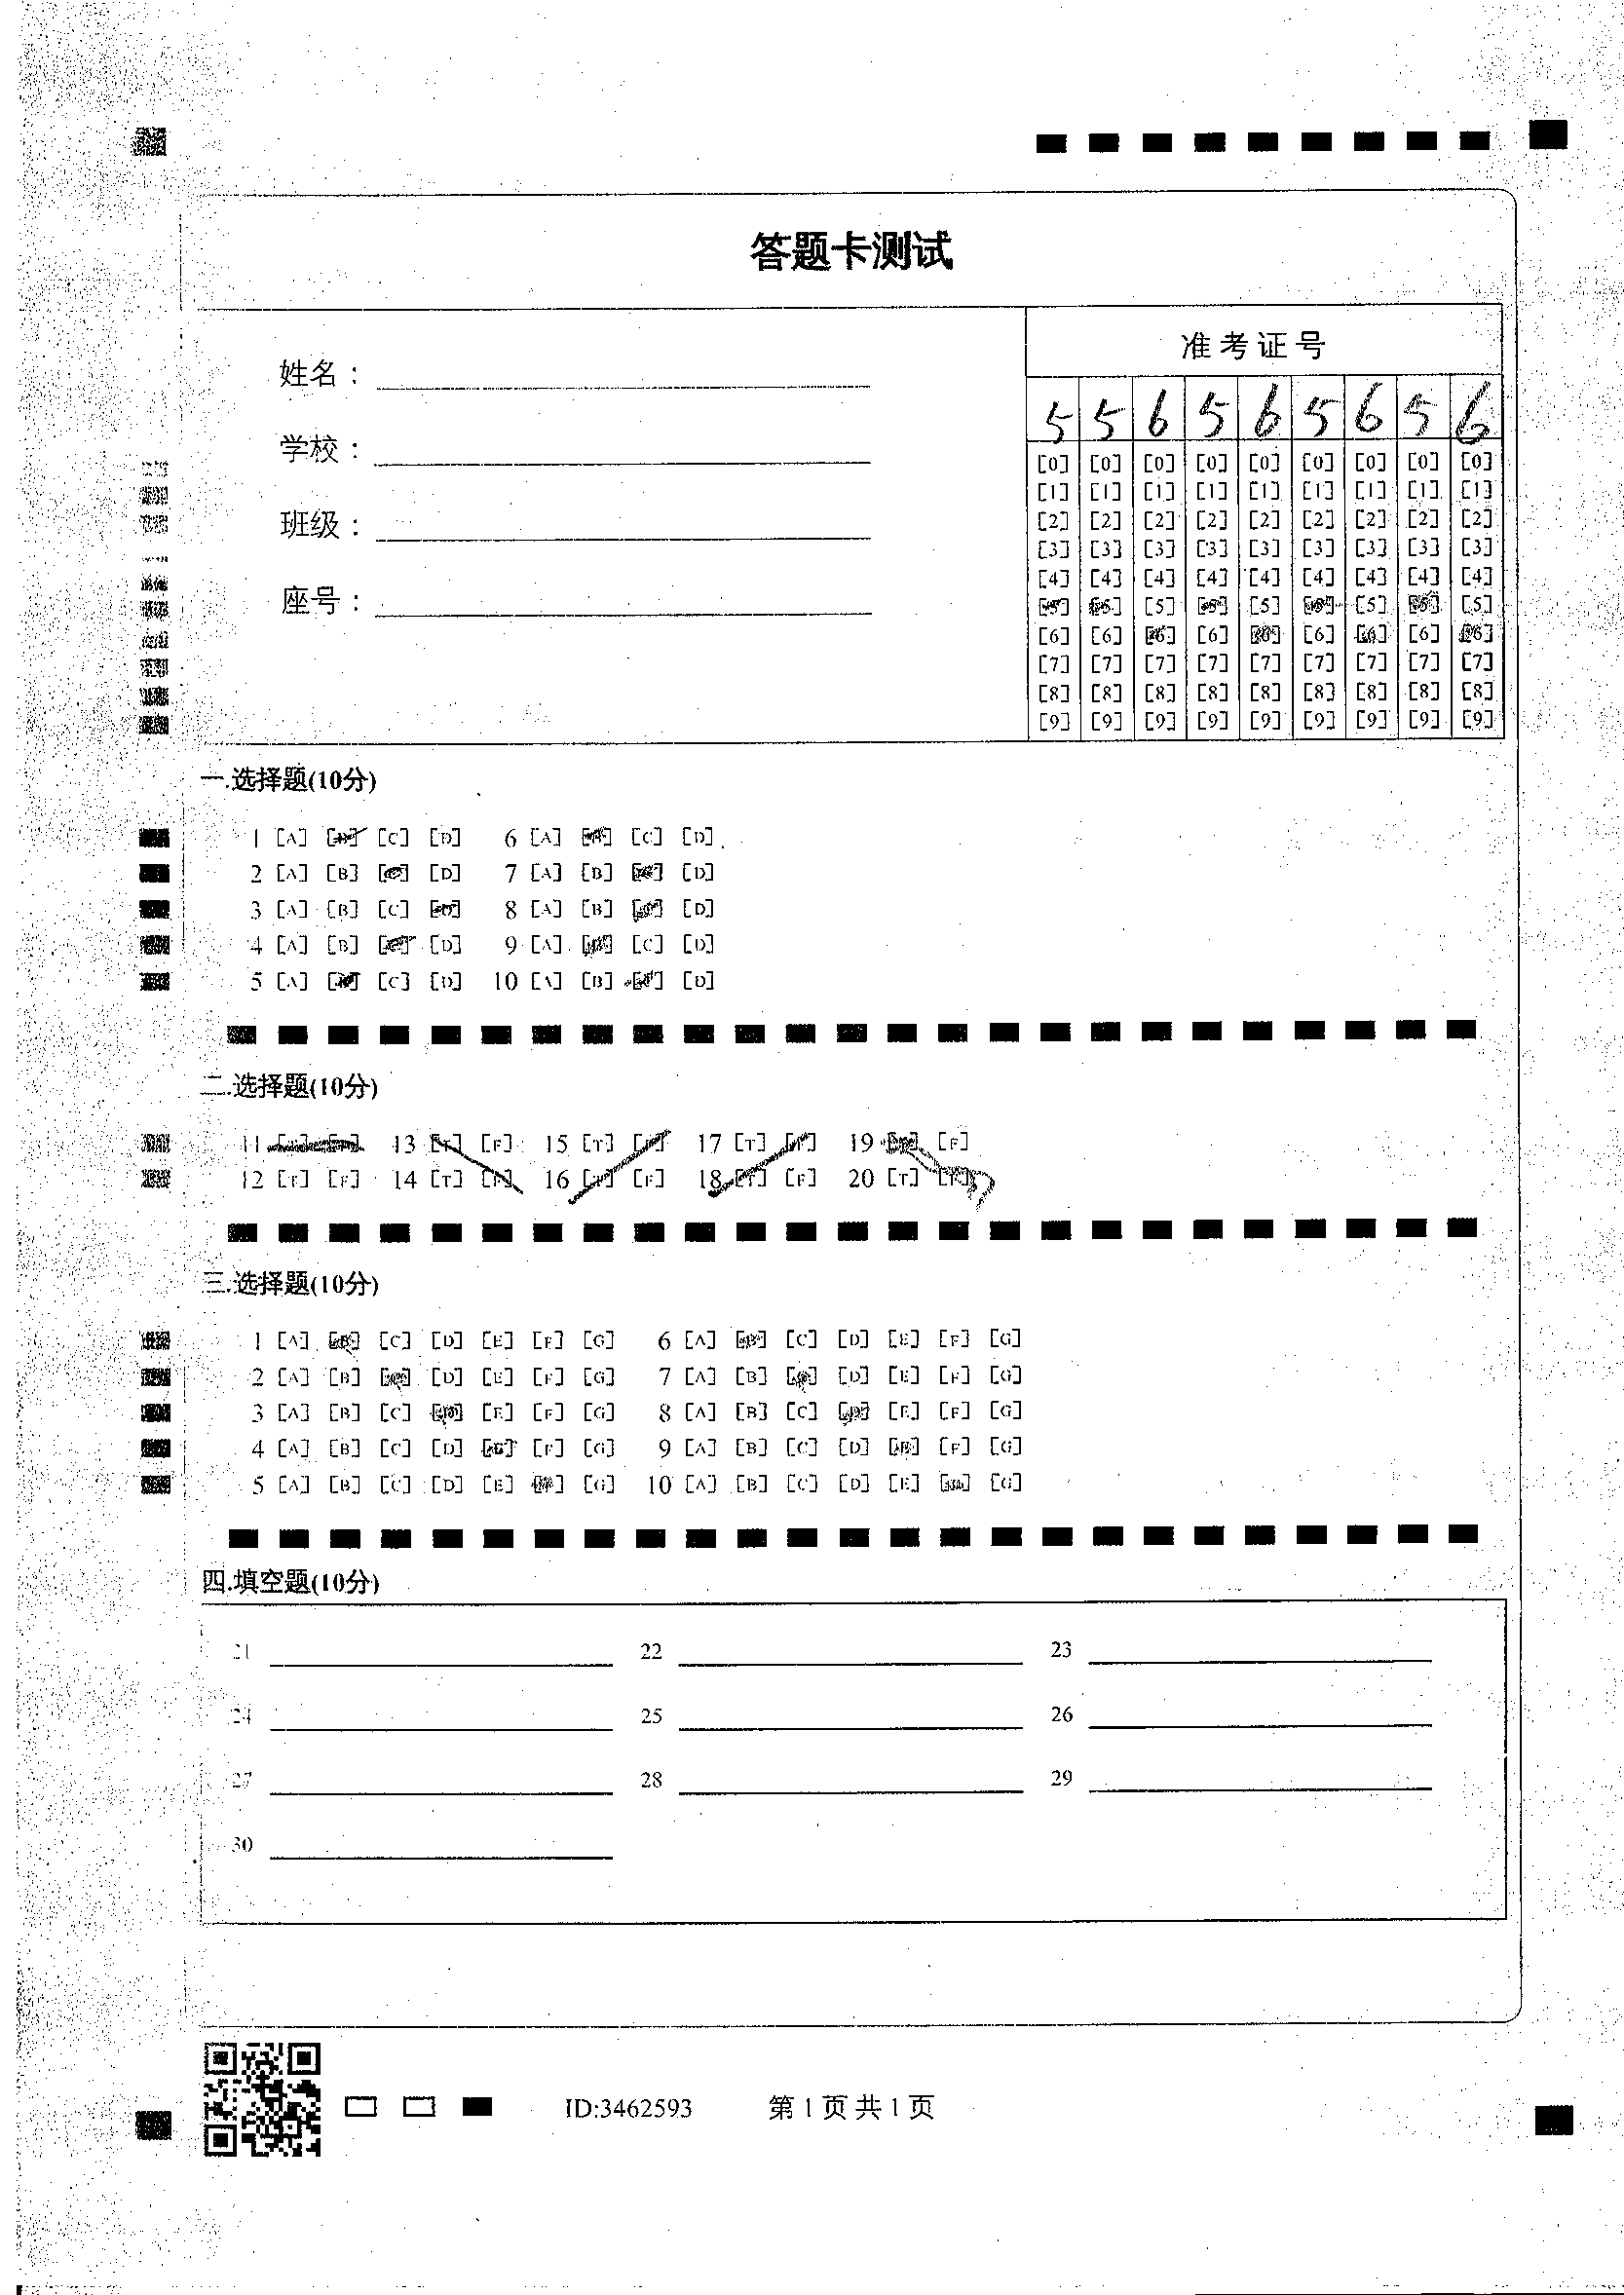 答题卡测试
准考证号
姓名：
学校：
班级：
座号：
5 5 6 5 6 5 6 5 6
[0] [0] [0] [0] [0] [0] [0] [0] [0]
[1] [1] [1] [1] [1] [1] [1] [1] [1]
[2] [2] [2] [2] [2] [2] [2] [2] [2]
[3] [3] [3] [3] [3] [3] [3] [3] [3]
[4] [4] [4] [4] [4] [4] [4] [4] [4]
[5] [5] [5] [5] [5] [5] [5] [5] [5]
[6] [6] [6] [6] [6] [6] [6] [6] [6]
[7] [7] [7] [7] [7] [7] [7] [7] [7]
[8] [8] [8] [8] [8] [8] [8] [8] [8]
[9] [9] [9] [9] [9] [9] [9] [9] [9]
一.选择题(10分)
1 [A] [B] [C] [D] 6 [A] [B] [C] [D]
2 [A] [B] [C] [D] 7 [A] [B] [C] [D]
3 [A] [B] [C] [D] 8 [A] [B] [C] [D]
4 [A] [B] [C] [D] 9 [A] [B] [C] [D]
5 [A] [B] [C] [D] 10 [A] [B] [C] [D]
二.选择题(10分)
11 [T] [F] 13 [T] [F] 15 [T] [F] 17 [T] [F] 19 [T] [F]
12 [T] [F] 14 [T] [F] 16 [T] [F] 18 [T] [F] 20 [T] [F]
三.选择题(10分)
1 [A] [B] [C] [D] [E] [F] [G] 6 [A] [B] [C] [D] [E] [F] [G]
2 [A] [B] [C] [D] [E] [F] [G] 7 [A] [B] [C] [D] [E] [F] [G]
3 [A] [B] [C] [D] [E] [F] [G] 8 [A] [B] [C] [D] [E] [F] [G]
4 [A] [B] [C] [D] [E] [F] [G] 9 [A] [B] [C] [D] [E] [F] [G]
5 [A] [B] [C] [D] [E] [F] [G] 10 [A] [B] [C] [D] [E] [F] [G]
四.填空题(10分)
21 22 23
24 25 26
27 28 29
30
ID:3462593 第1页共1页